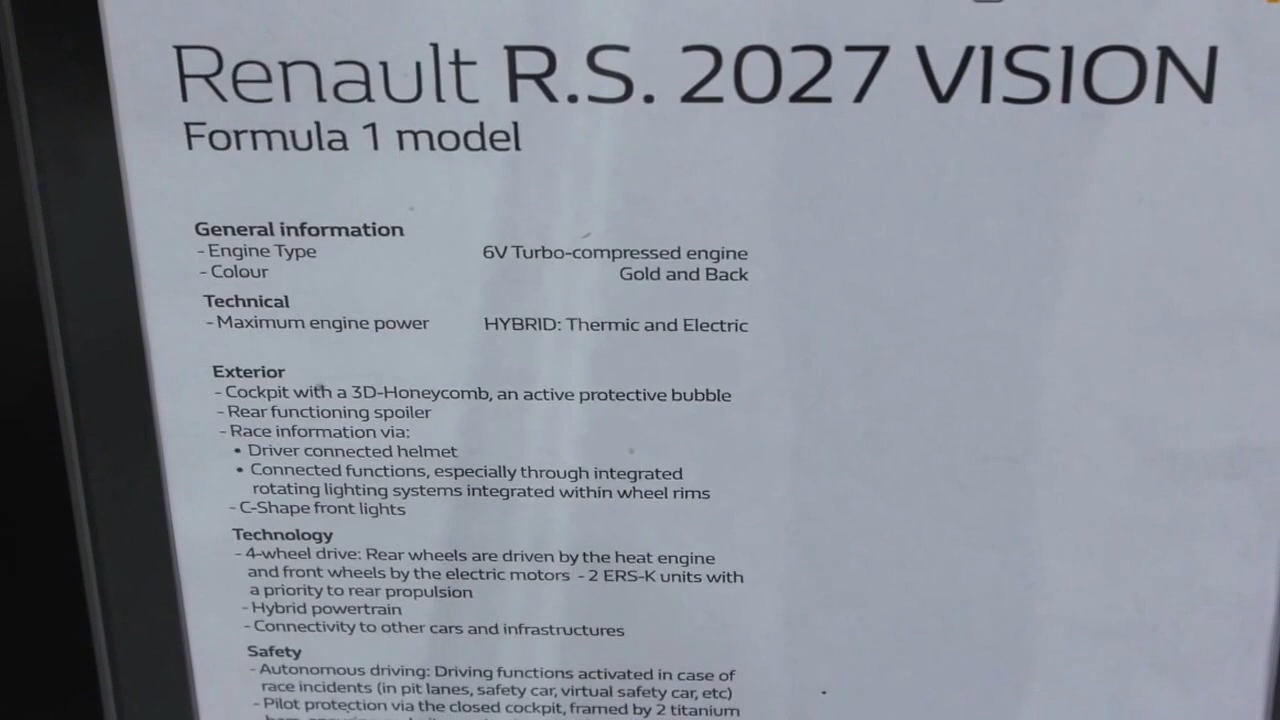 Renault R.S. 2027 VISION
Formula 1 model
General information
- Engine Type 6V Turbo-compressed engine
- Colour Gold and Back
Technical
- Maximum engine power HYBRID: Thermic and Electric
Exterior
- Cockpit with a 3D-Honeycomb, an active protective bubble
- Rear functioning spoiler
- Race information via:
• Driver connected helmet
• Connected functions, especially through integrated
rotating lighting systems integrated within wheel rims
- C-Shape front lights
Technology
- 4-wheel drive: Rear wheels are driven by the heat engine
and front wheels by the electric motors - 2 ERS-K units with
a priority to rear propulsion
- Hybrid powertrain
- Connectivity to other cars and infrastructures
Safety
- Autonomous driving: Driving functions activated in case of
race incidents (in pit lanes, safety car, virtual safety car, etc)
- Pilot protection via the closed cockpit, framed by 2 titanium